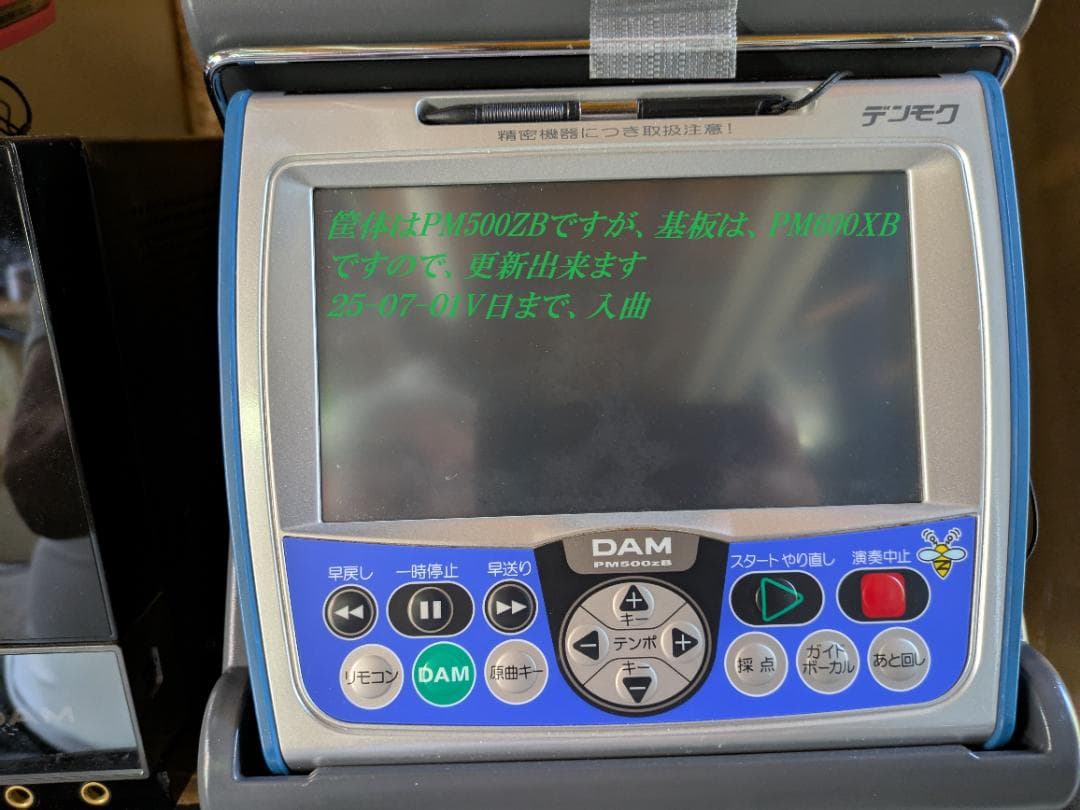 デンモク
精密機器につき取扱注意!
筐体はPM500ZBですが、基板は、PM600XB
ですので、更新出来ます
25-07-01V日まで、入曲
DAM
PM500zB
早戻し 一時停止 早送り
スタート やり直し 演奏中止
キー
テンポ
キー
リモコン DAM 原曲キー
採点 ガイドボーカル あと回し
N
DAM